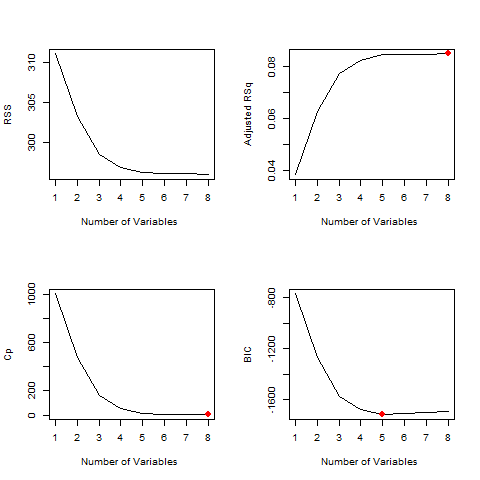 RSS
300 305 310
1 2 3 4 5 6 7 8
Number of Variables
Adjusted RSq
0.04 0.06 0.08
1 2 3 4 5 6 7 8
Number of Variables
Cp
0 200 600 1000
1 2 3 4 5 6 7 8
Number of Variables
BIC
-1600 -1200 -800
1 2 3 4 5 6 7 8
Number of Variables